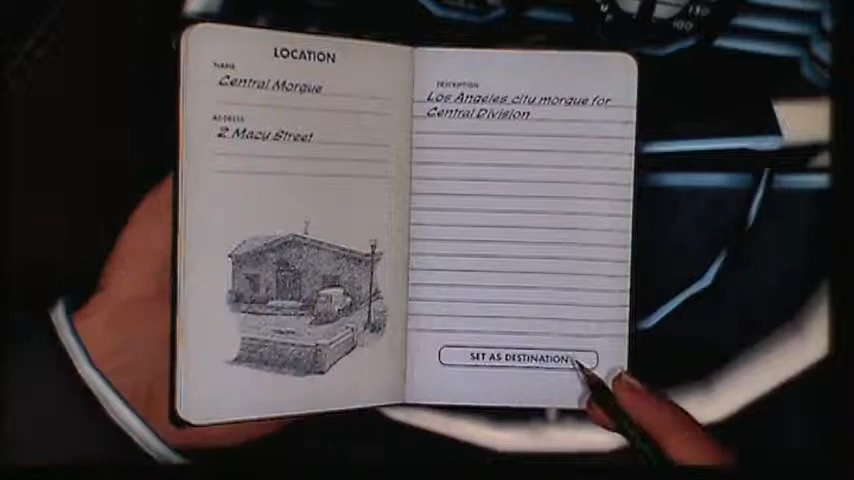 LOCATION
NAME
Central Morgue
ADDRESS
2 Macy Street
DESCRIPTION
Los Angeles city morgue for
Central Division
SET AS DESTINATION